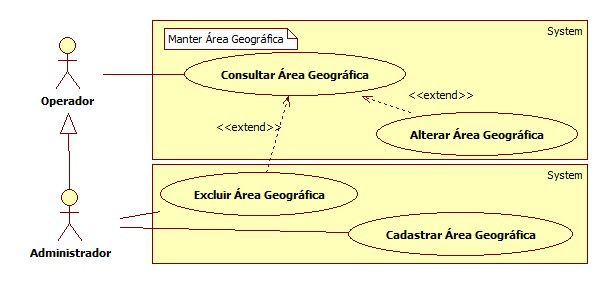 System
Manter Área Geográfica
Consultar Área Geográfica
Operador
<<extend>>
<<extend>>
Alterar Área Geográfica
System
Excluir Área Geográfica
Cadastrar Área Geográfica
Administrador